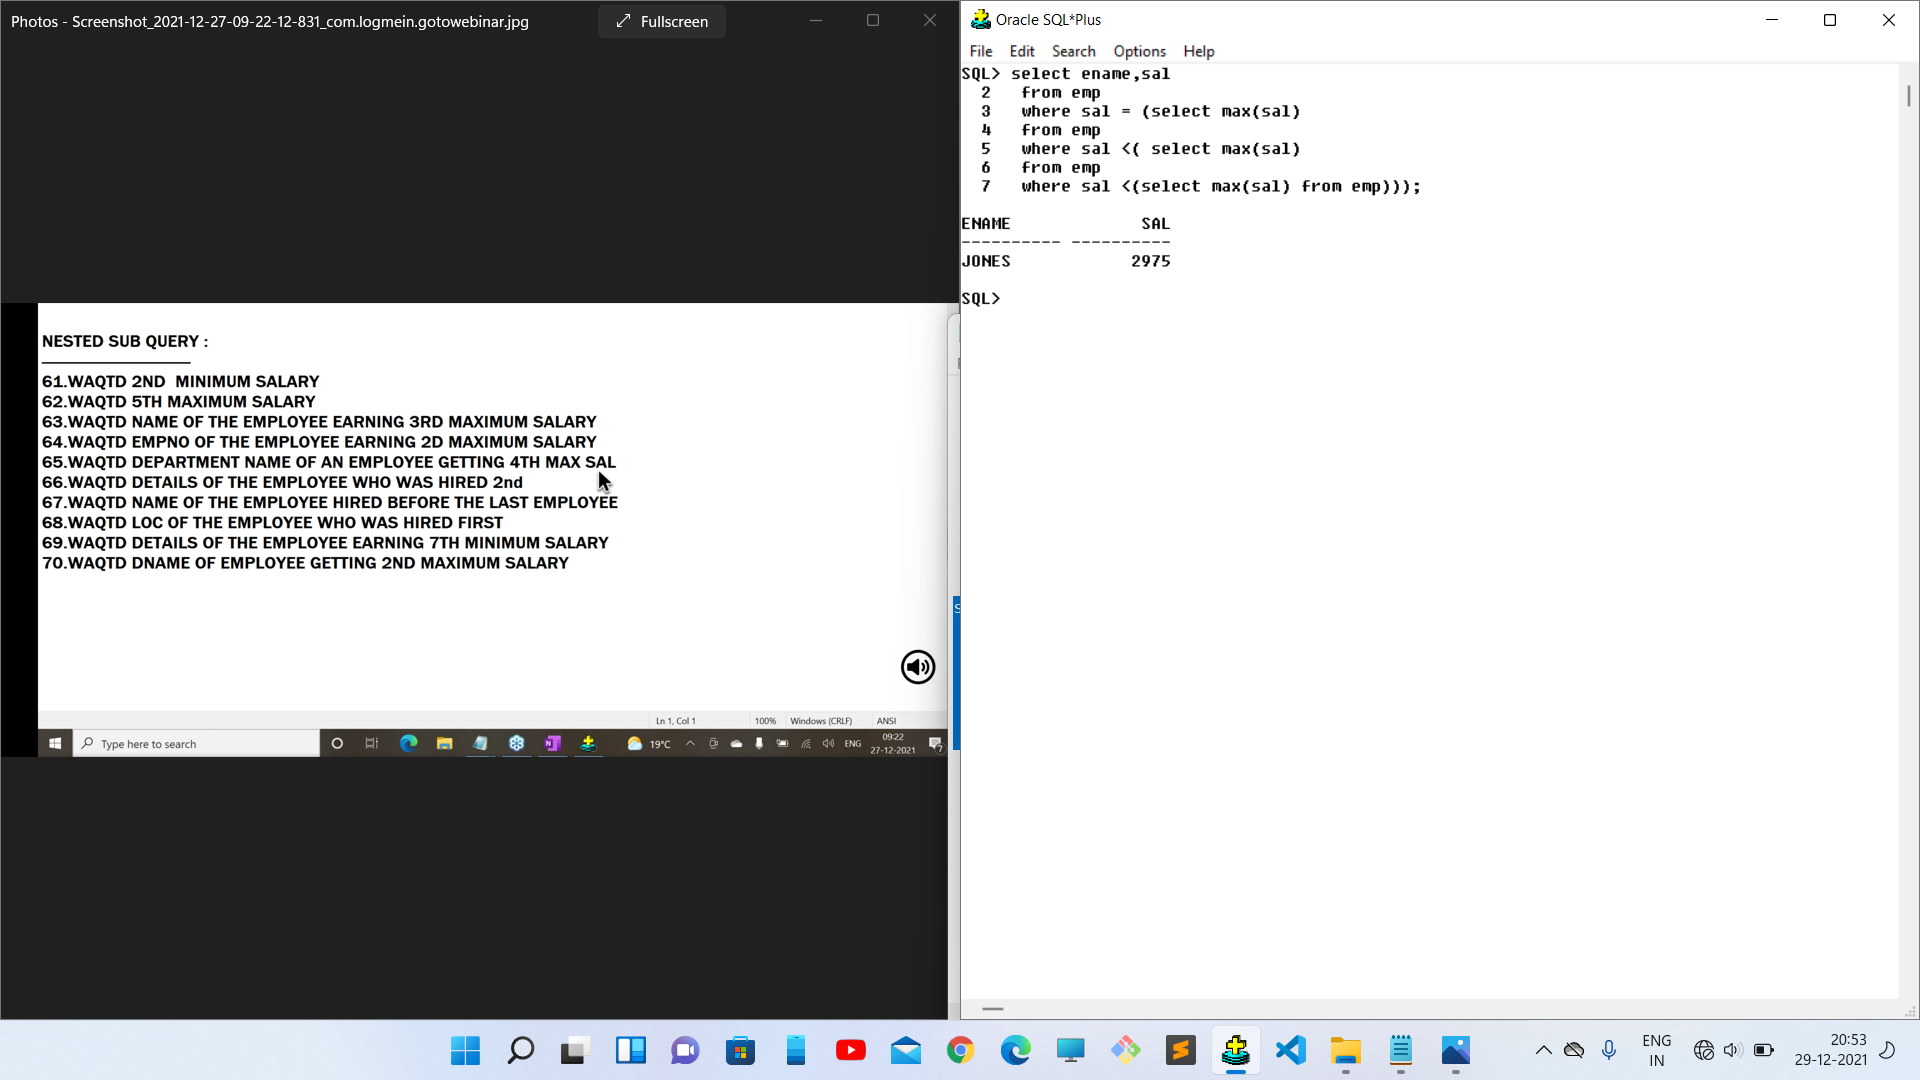 Photos - Screenshot_2021-12-27-09-22-12-831_com.logmein.gotowebinar.jpg
Fullscreen
NESTED SUB QUERY :
61.WAQTD 2ND  MINIMUM SALARY
62.WAQTD 5TH MAXIMUM SALARY
63.WAQTD NAME OF THE EMPLOYEE EARNING 3RD MAXIMUM SALARY
64.WAQTD EMPNO OF THE EMPLOYEE EARNING 2D MAXIMUM SALARY
65.WAQTD DEPARTMENT NAME OF AN EMPLOYEE GETTING 4TH MAX SAL
66.WAQTD DETAILS OF THE EMPLOYEE WHO WAS HIRED 2nd
67.WAQTD NAME OF THE EMPLOYEE HIRED BEFORE THE LAST EMPLOYEE
68.WAQTD LOC OF THE EMPLOYEE WHO WAS HIRED FIRST
69.WAQTD DETAILS OF THE EMPLOYEE EARNING 7TH MINIMUM SALARY
70.WAQTD DNAME OF EMPLOYEE GETTING 2ND MAXIMUM SALARY
Ln 1, Col 1 100% Windows (CRLF) ANSI
Type here to search 19°C ENG 09:22
27-12-2021 7
Oracle SQL*Plus
File Edit Search Options Help
SQL> select ename,sal
2 from emp
3 where sal = (select max(sal)
4 from emp
5 where sal <( select max(sal)
6 from emp
7 where sal <(select max(sal) from emp)));
ENAME SAL
---------- ----------
JONES 2975
SQL>
ENG 20:53
IN 29-12-2021